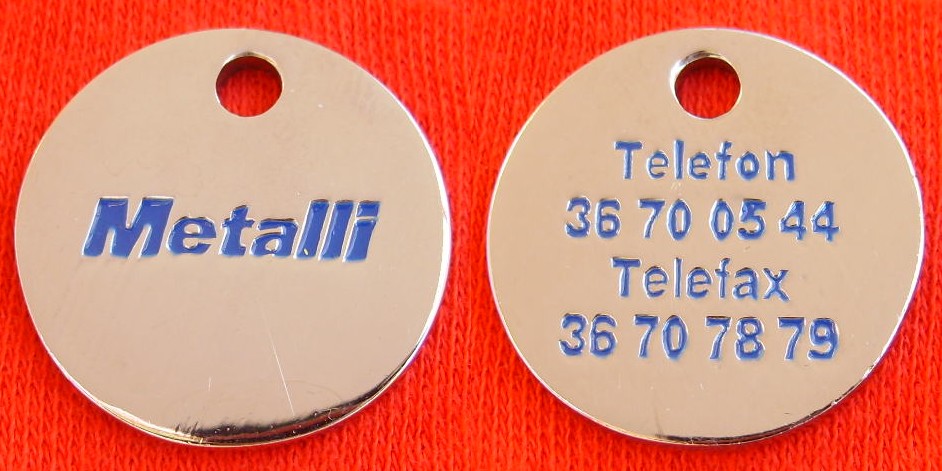 Metalli
Telefon
36 70 05 44
Telefax
36 70 78 79